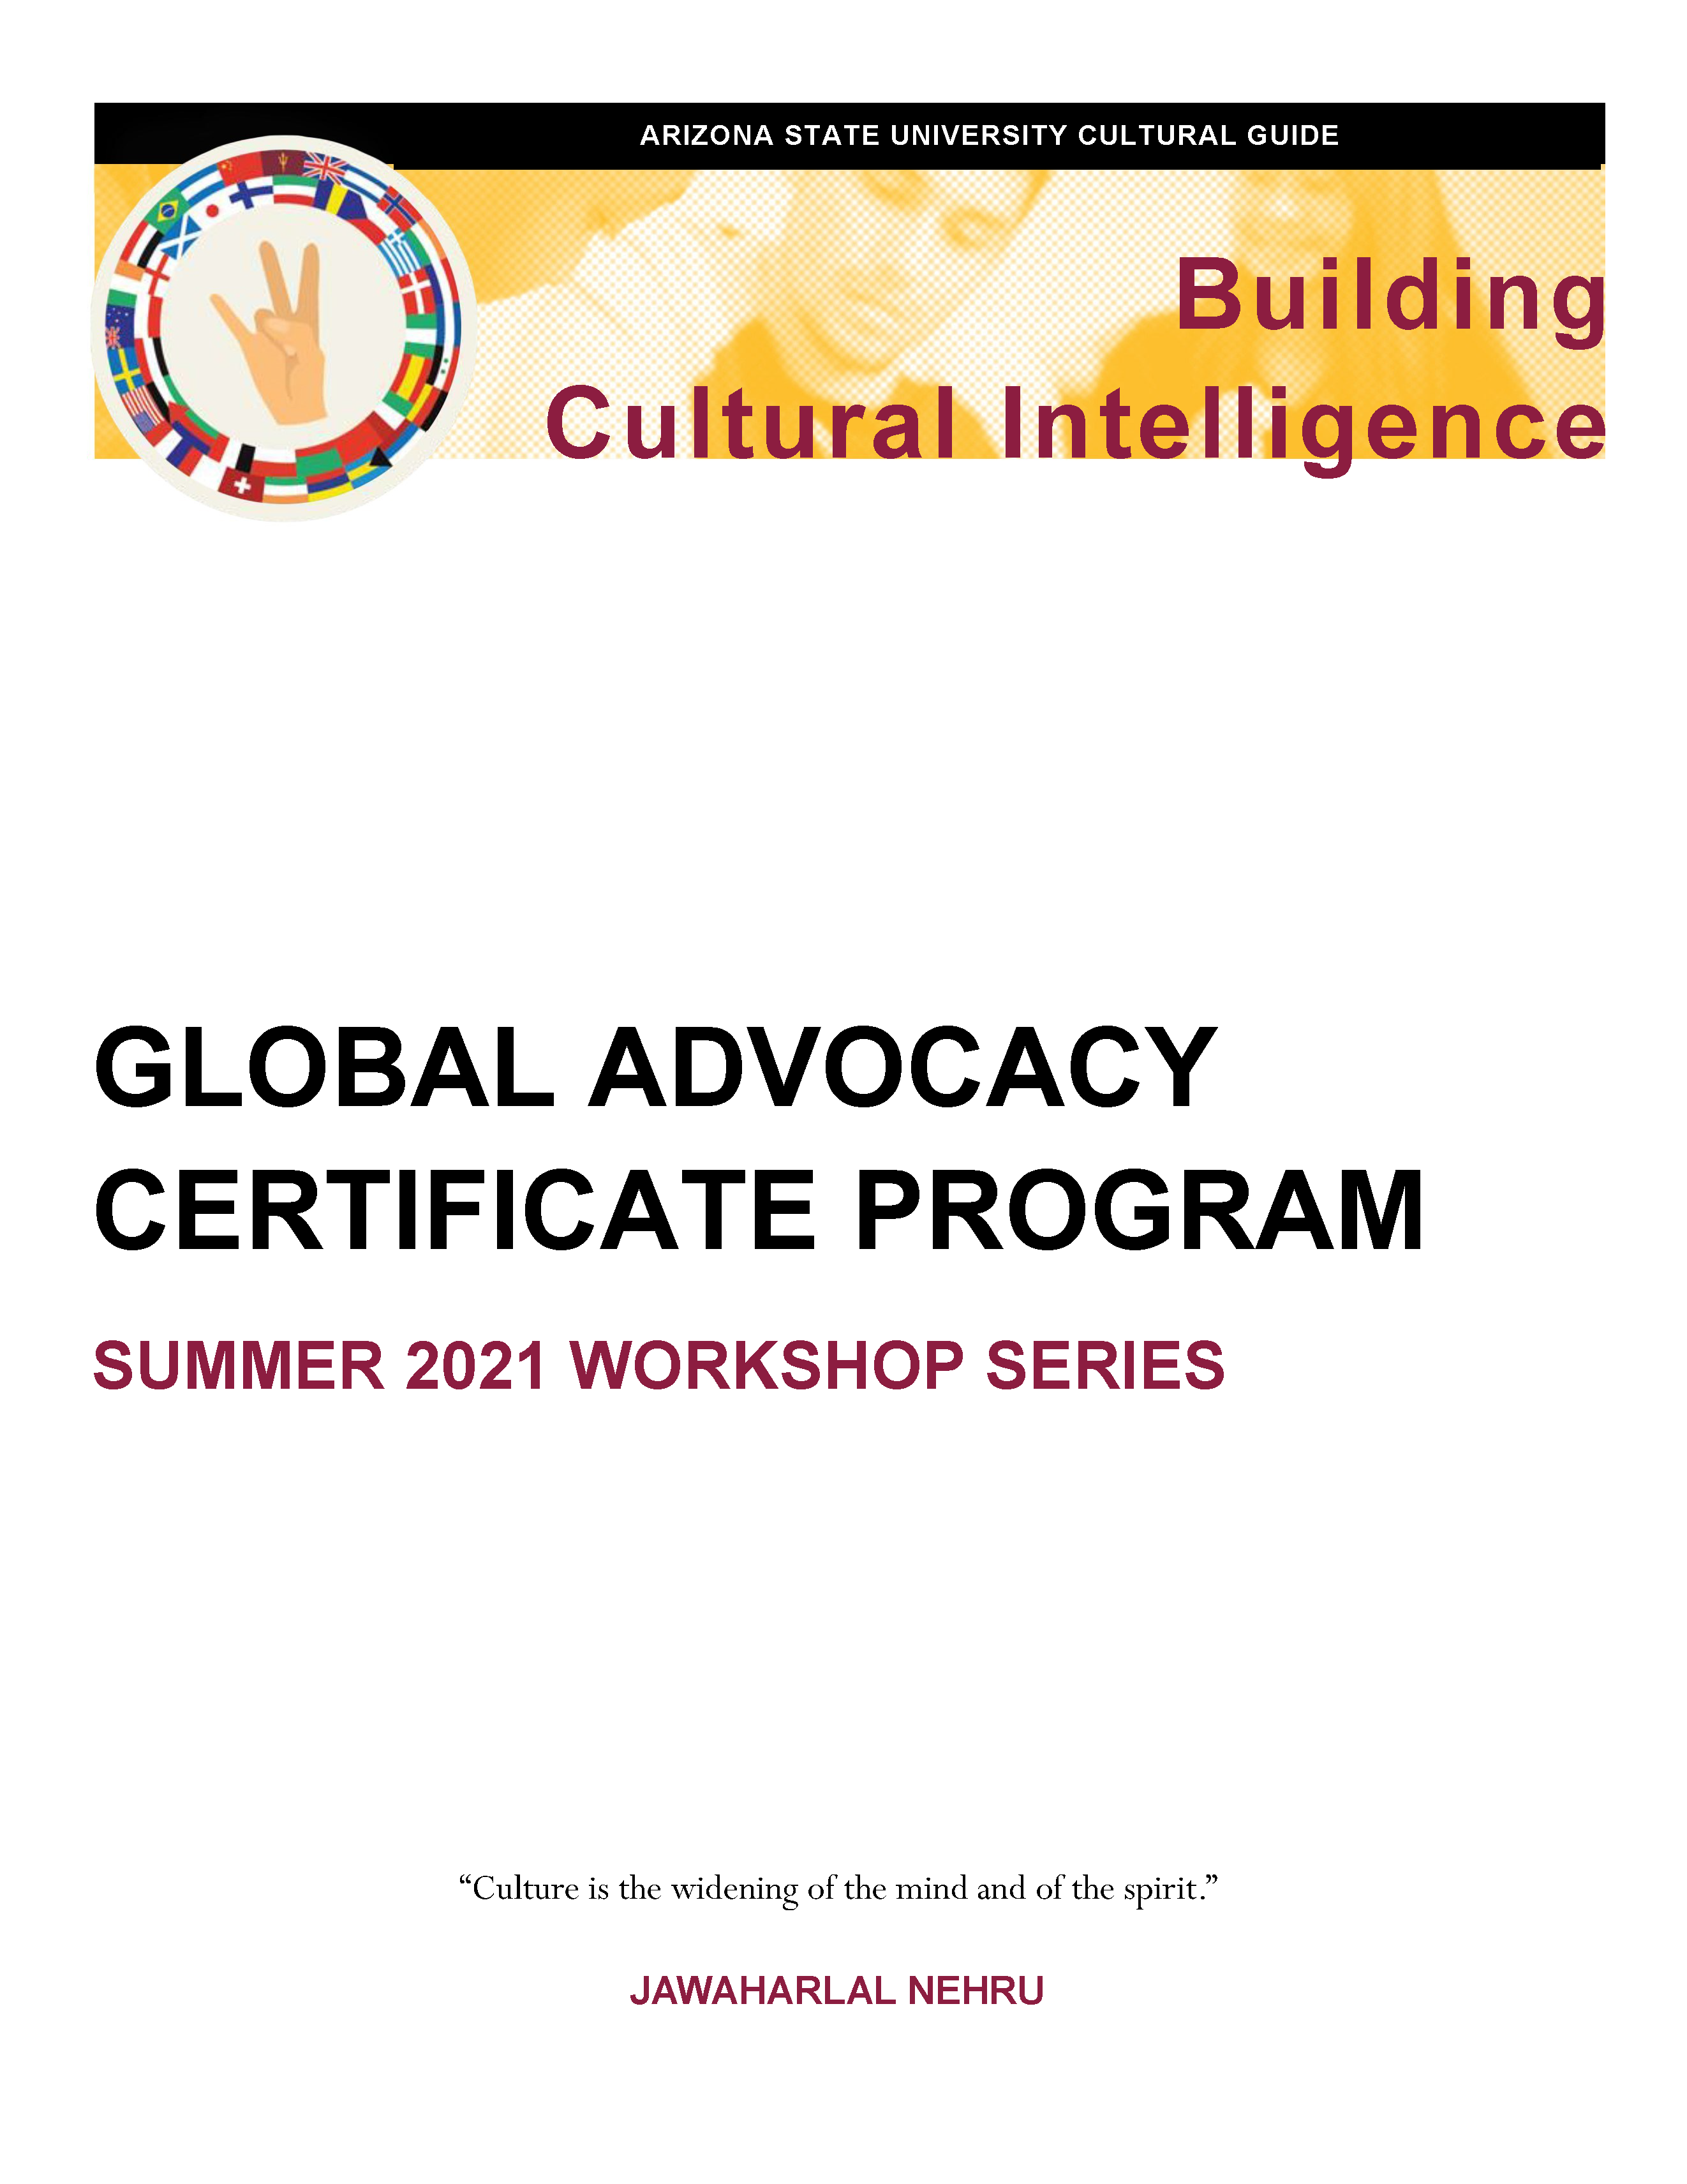 ARIZONA STATE UNIVERSITY CULTURAL GUIDE
Building
Cultural Intelligence
GLOBAL ADVOCACY
CERTIFICATE PROGRAM
SUMMER 2021 WORKSHOP SERIES
“Culture is the widening of the mind and of the spirit.”
JAWAHARLAL NEHRU